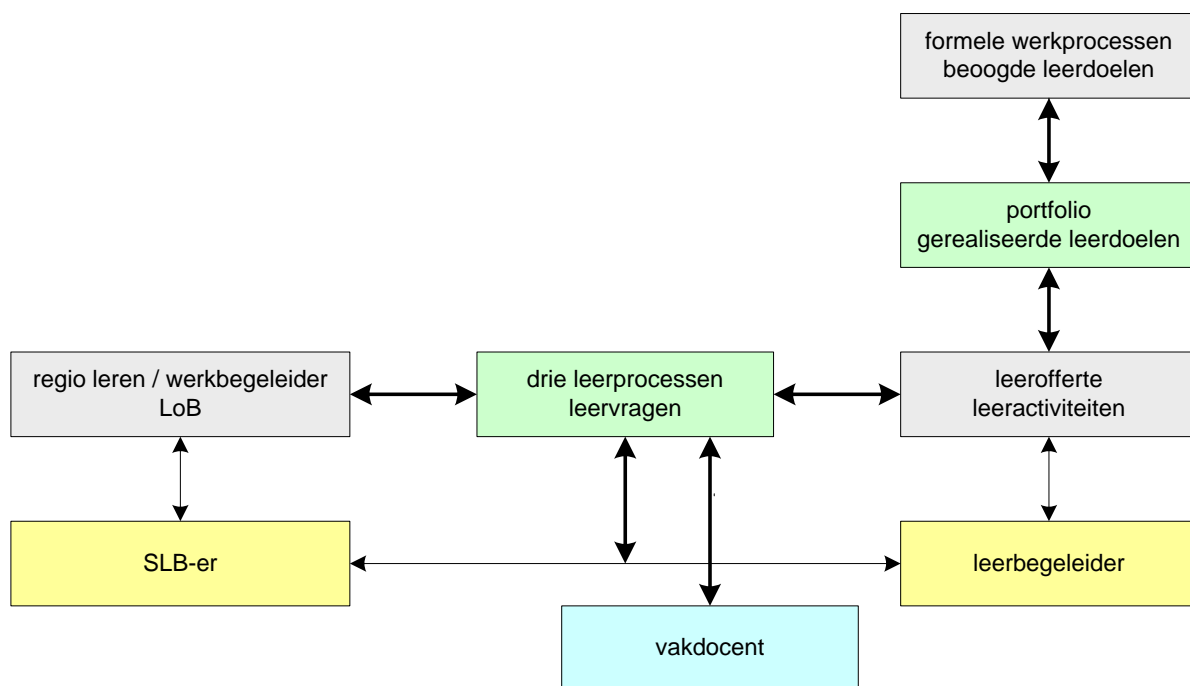 formele werkprocessen
beoogde leerdoelen
portfolio
gerealiseerde leerdoelen
regio leren / werkbegeleider
LoB
drie leerprocessen
leervragen
leerofferte
leeractiviteiten
SLB-er
leerbegeleider
vakdocent